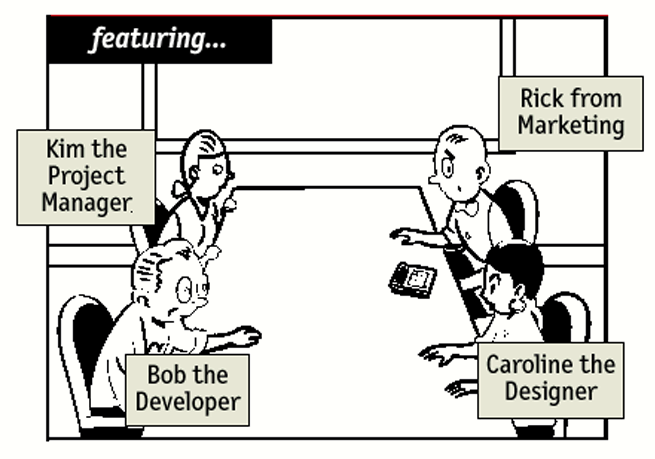 featuring...
Rick from
Marketing
Kim the
Project
Manager
Bob the
Developer
Caroline the
Designer